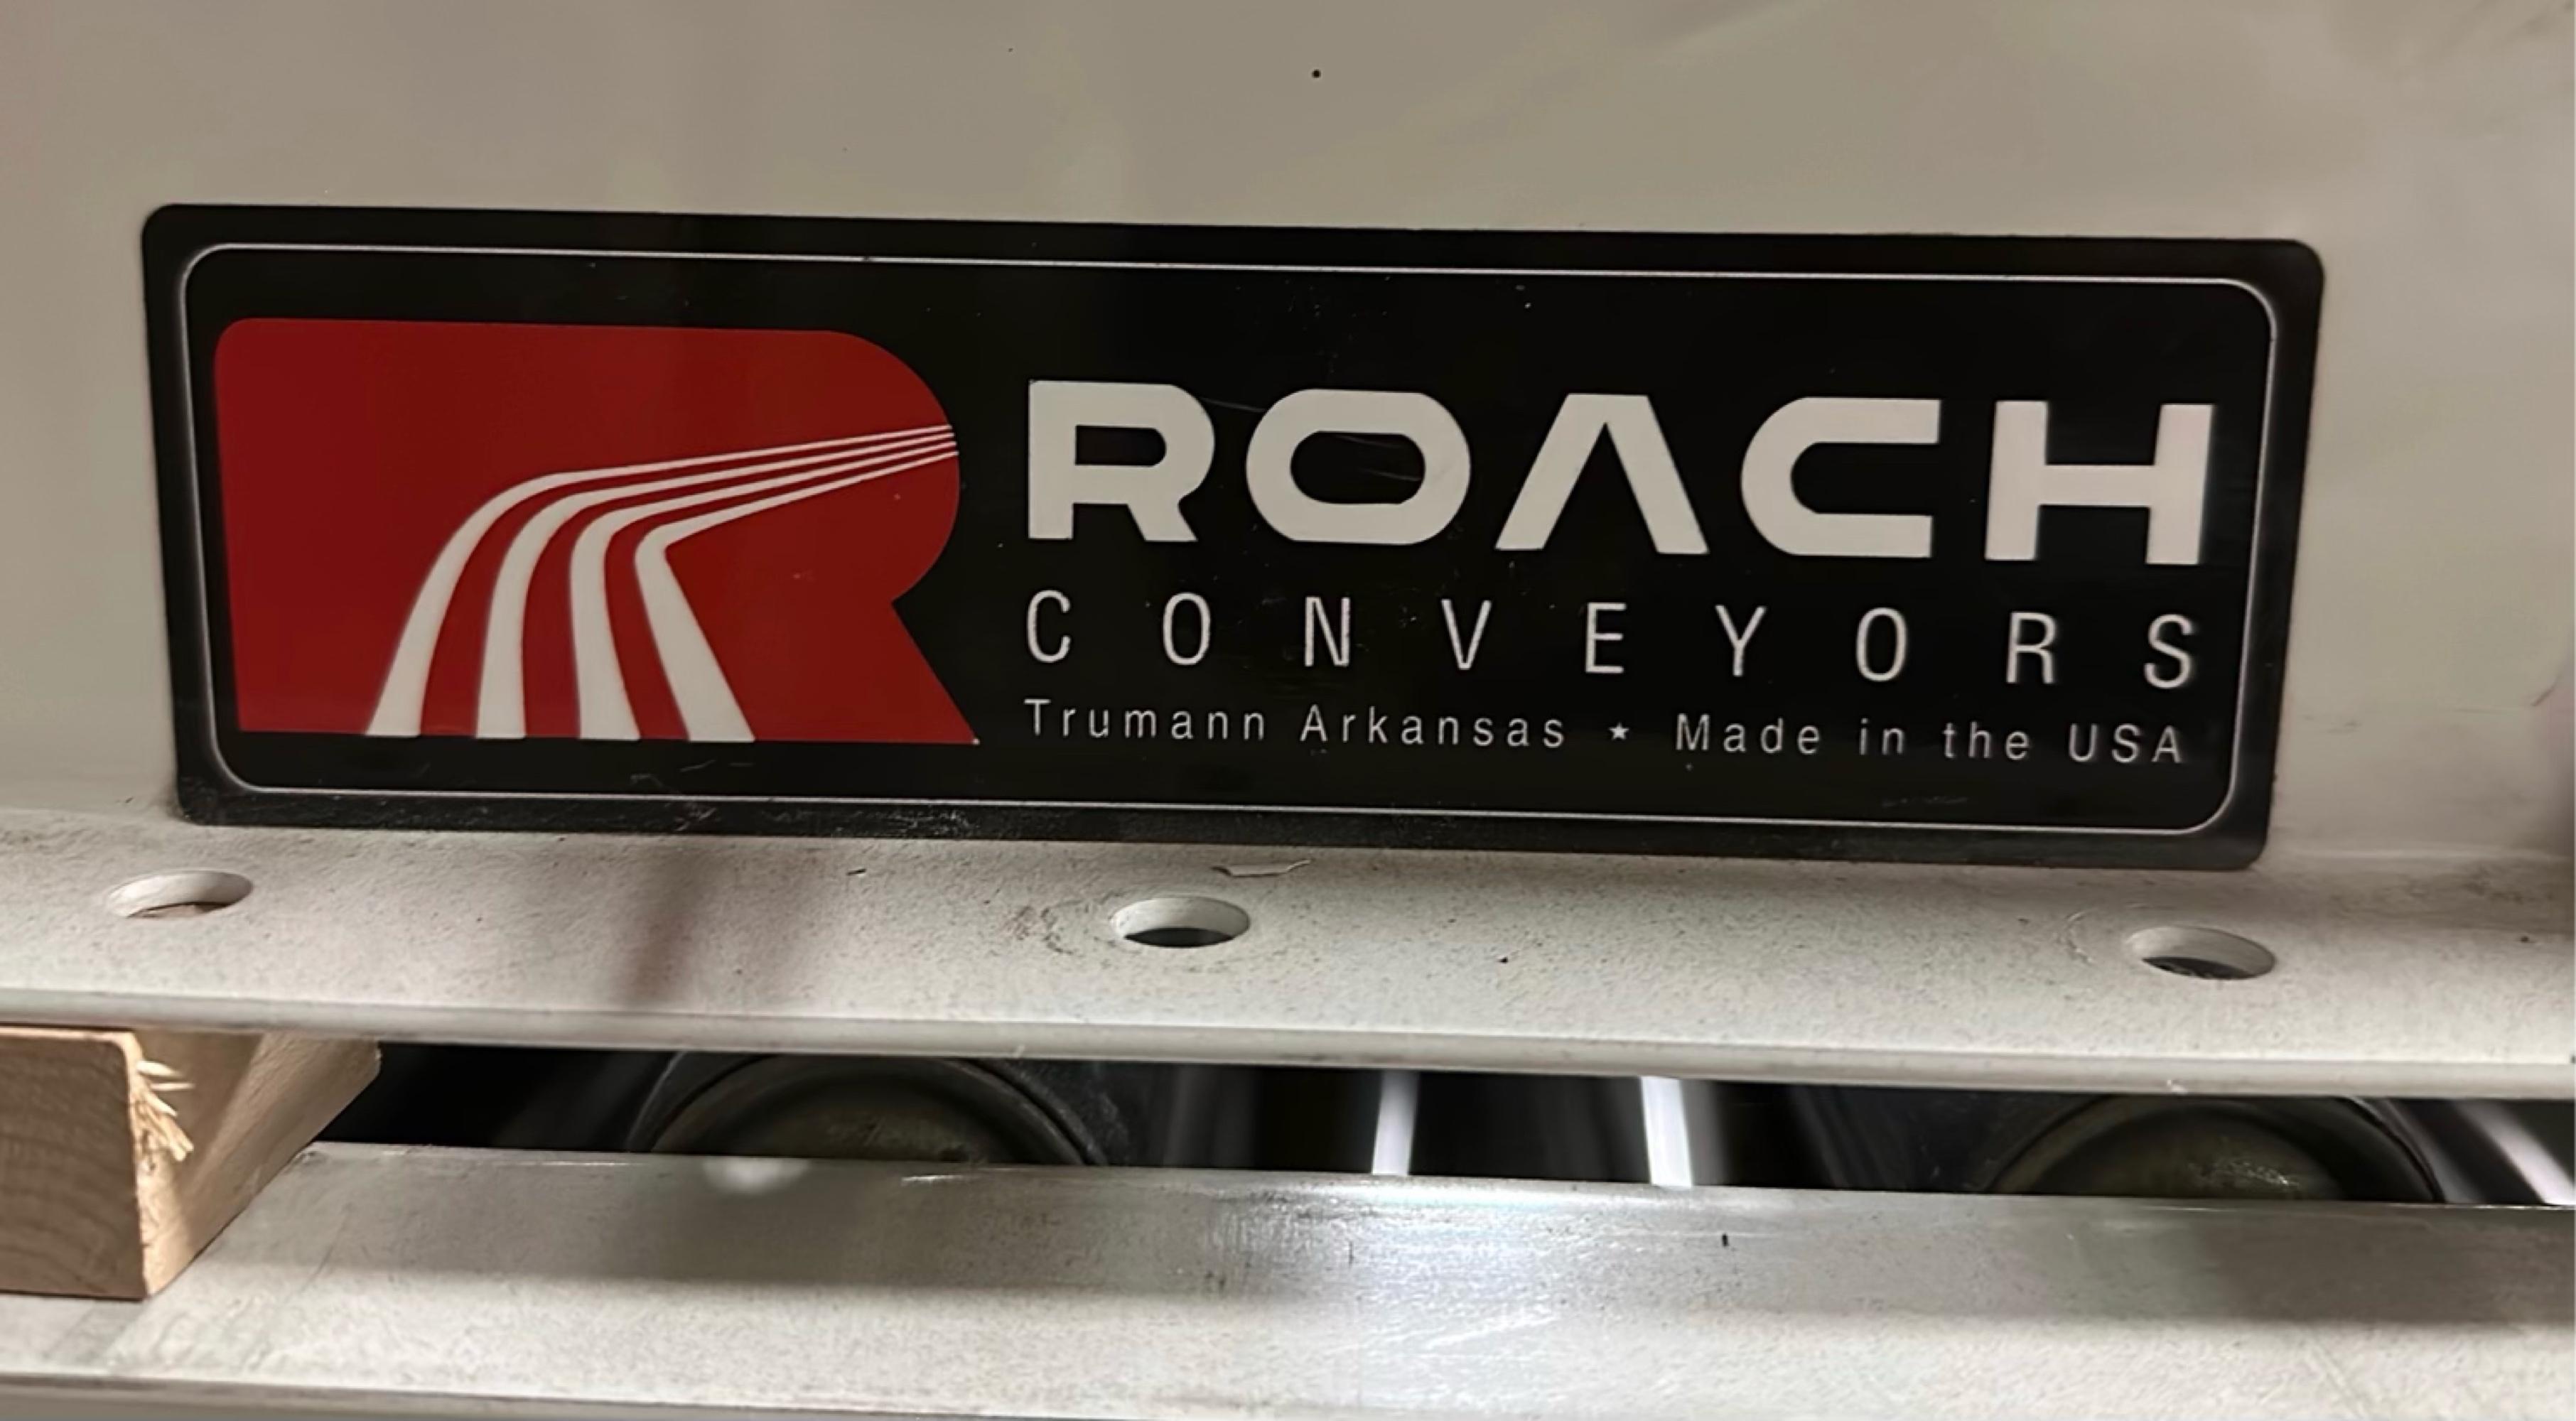 ROACH
CONVEYORS
Trumann Arkansas ★ Made in the USA